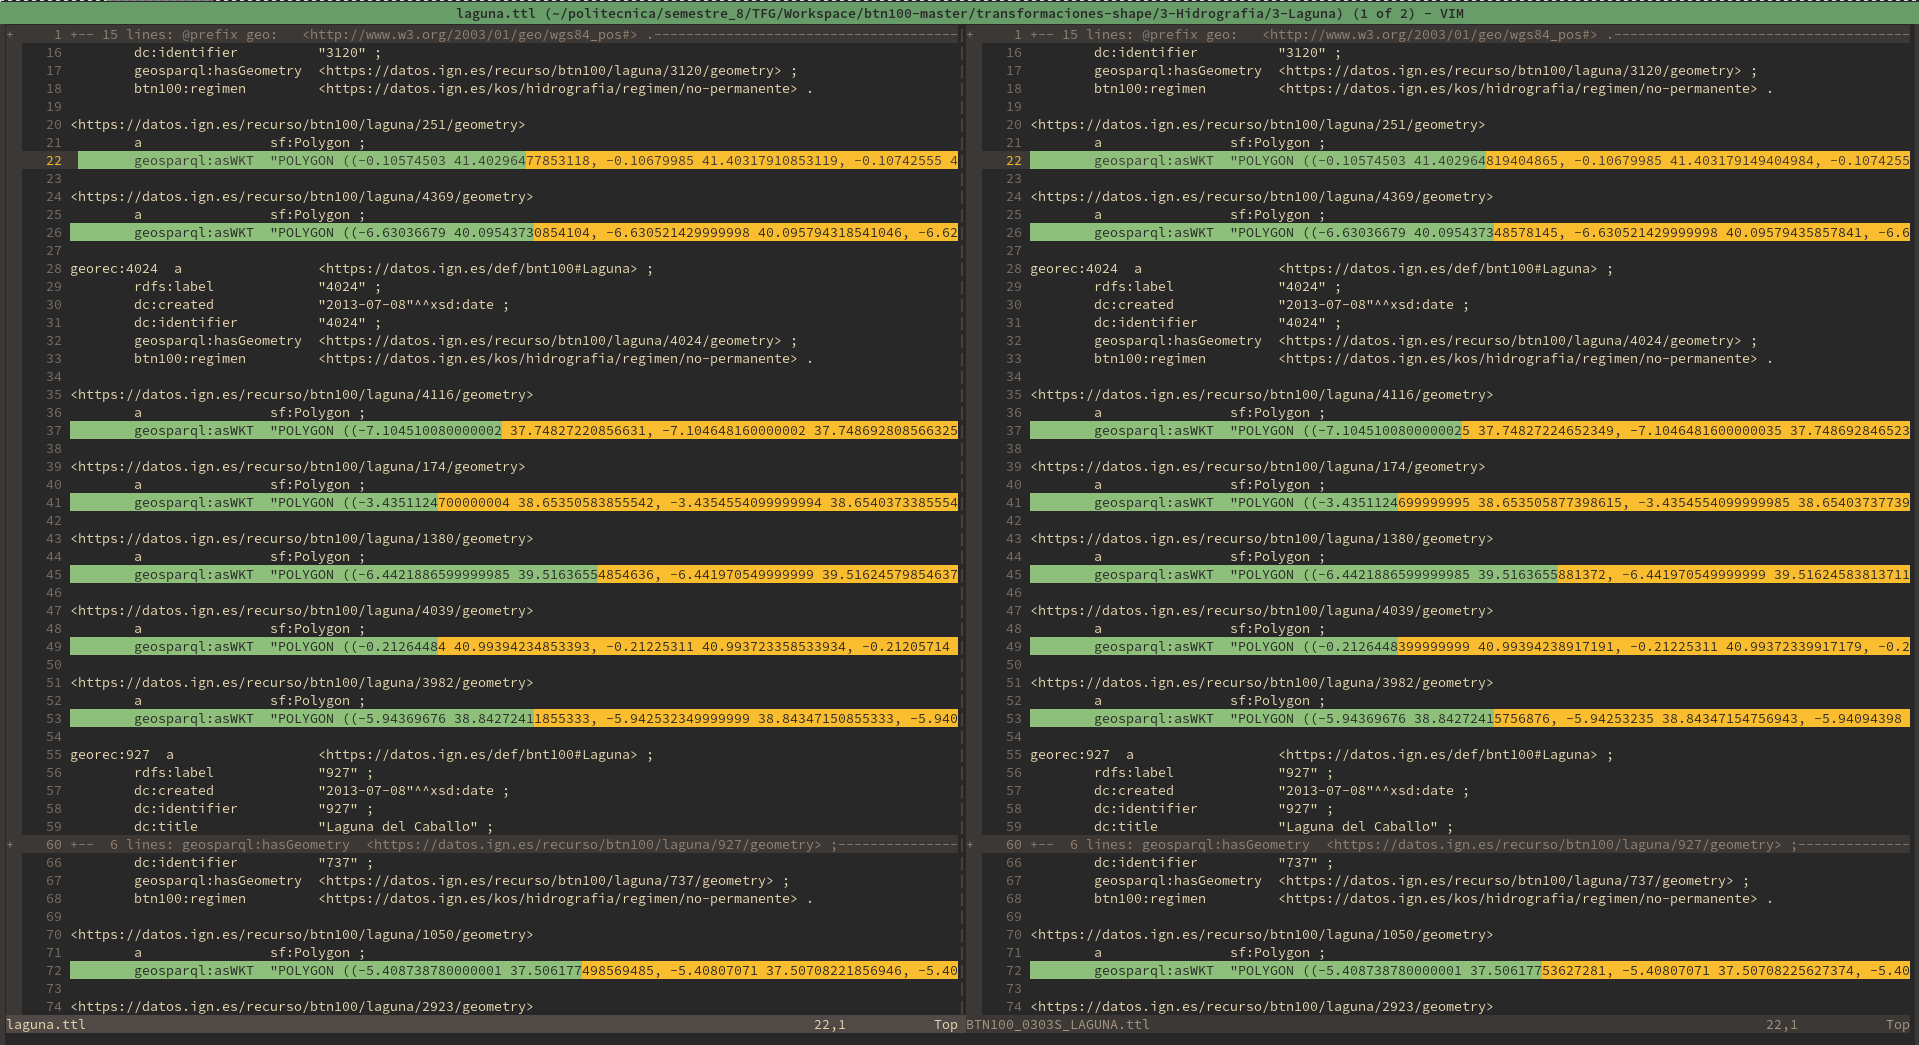 laguna.ttl (~/politecnica/semestre_8/TFG/Workspace/btn100-master/transformaciones-shape/3-Hidrografia/3-Laguna) (1 of 2) - VIM
+ 1 +-- 15 lines: @prefix geo:   <http://www.w3.org/2003/01/geo/wgs84_pos#> .--------------------------------------
16         dc:identifier          "3120" ;
17         geosparql:hasGeometry  <https://datos.ign.es/recurso/btn100/laguna/3120/geometry> ;
18         btn100:regimen         <https://datos.ign.es/kos/hidrografia/regimen/no-permanente> .
19
20 <https://datos.ign.es/recurso/btn100/laguna/251/geometry>
21         a                sf:Polygon ;
22         geosparql:asWKT  "POLYGON ((-0.10574503 41.40296477853118, -0.10679985 41.40317910853119, -0.10742555 4
23
24 <https://datos.ign.es/recurso/btn100/laguna/4369/geometry>
25         a                sf:Polygon ;
26         geosparql:asWKT  "POLYGON ((-6.63036679 40.09543730854104, -6.630521429999998 40.095794318541046, -6.62
27
28 georec:4024  a                 <https://datos.ign.es/def/bnt100#Laguna> ;
29         rdfs:label             "4024" ;
30         dc:created             "2013-07-08"^^xsd:date ;
31         dc:identifier          "4024" ;
32         geosparql:hasGeometry  <https://datos.ign.es/recurso/btn100/laguna/4024/geometry> ;
33         btn100:regimen         <https://datos.ign.es/kos/hidrografia/regimen/no-permanente> .
34
35 <https://datos.ign.es/recurso/btn100/laguna/4116/geometry>
36         a                sf:Polygon ;
37         geosparql:asWKT  "POLYGON ((-7.104510080000002 37.74827220856631, -7.104648160000002 37.748692808566325
38
39 <https://datos.ign.es/recurso/btn100/laguna/174/geometry>
40         a                sf:Polygon ;
41         geosparql:asWKT  "POLYGON ((-3.4351124700000004 38.65350583855542, -3.4354554099999994 38.6540373385554
42
43 <https://datos.ign.es/recurso/btn100/laguna/1380/geometry>
44         a                sf:Polygon ;
45         geosparql:asWKT  "POLYGON ((-6.4421886599999985 39.51636554854636, -6.441970549999999 39.51624579854637
46
47 <https://datos.ign.es/recurso/btn100/laguna/4039/geometry>
48         a                sf:Polygon ;
49         geosparql:asWKT  "POLYGON ((-0.21264484 40.99394234853393, -0.21225311 40.993723358533934, -0.21205714
50
51 <https://datos.ign.es/recurso/btn100/laguna/3982/geometry>
52         a                sf:Polygon ;
53         geosparql:asWKT  "POLYGON ((-5.94369676 38.84272411855333, -5.942532349999999 38.84347150855333, -5.940
54
55 georec:927  a                  <https://datos.ign.es/def/bnt100#Laguna> ;
56         rdfs:label             "927" ;
57         dc:created             "2013-07-08"^^xsd:date ;
58         dc:identifier          "927" ;
59         dc:title               "Laguna del Caballo" ;
+ 60 +--  6 lines: geosparql:hasGeometry  <https://datos.ign.es/recurso/btn100/laguna/927/geometry> ;---------------
66         dc:identifier          "737" ;
67         geosparql:hasGeometry  <https://datos.ign.es/recurso/btn100/laguna/737/geometry> ;
68         btn100:regimen         <https://datos.ign.es/kos/hidrografia/regimen/no-permanente> .
69
70 <https://datos.ign.es/recurso/btn100/laguna/1050/geometry>
71         a                sf:Polygon ;
72         geosparql:asWKT  "POLYGON ((-5.408738780000001 37.506177498569485, -5.40807071 37.50708221856946, -5.40
73
74 <https://datos.ign.es/recurso/btn100/laguna/2923/geometry>
laguna.ttl 22,1 Top
+ 1 +-- 15 lines: @prefix geo:   <http://www.w3.org/2003/01/geo/wgs84_pos#> .-------------------------------------
16         dc:identifier          "3120" ;
17         geosparql:hasGeometry  <https://datos.ign.es/recurso/btn100/laguna/3120/geometry> ;
18         btn100:regimen         <https://datos.ign.es/kos/hidrografia/regimen/no-permanente> .
19
20 <https://datos.ign.es/recurso/btn100/laguna/251/geometry>
21         a                sf:Polygon ;
22         geosparql:asWKT  "POLYGON ((-0.10574503 41.402964819404865, -0.10679985 41.403179149404984, -0.1074255
23
24 <https://datos.ign.es/recurso/btn100/laguna/4369/geometry>
25         a                sf:Polygon ;
26         geosparql:asWKT  "POLYGON ((-6.63036679 40.095437348578145, -6.630521429999998 40.09579435857841, -6.6
27
28 georec:4024  a                 <https://datos.ign.es/def/bnt100#Laguna> ;
29         rdfs:label             "4024" ;
30         dc:created             "2013-07-08"^^xsd:date ;
31         dc:identifier          "4024" ;
32         geosparql:hasGeometry  <https://datos.ign.es/recurso/btn100/laguna/4024/geometry> ;
33         btn100:regimen         <https://datos.ign.es/kos/hidrografia/regimen/no-permanente> .
34
35 <https://datos.ign.es/recurso/btn100/laguna/4116/geometry>
36         a                sf:Polygon ;
37         geosparql:asWKT  "POLYGON ((-7.1045100800000025 37.74827224652349, -7.1046481600000035 37.748692846523
38
39 <https://datos.ign.es/recurso/btn100/laguna/174/geometry>
40         a                sf:Polygon ;
41         geosparql:asWKT  "POLYGON ((-3.4351124699999995 38.653505877398615, -3.4354554099999985 38.65403737739
42
43 <https://datos.ign.es/recurso/btn100/laguna/1380/geometry>
44         a                sf:Polygon ;
45         geosparql:asWKT  "POLYGON ((-6.4421886599999985 39.5163655881372, -6.441970549999999 39.51624583813711
46
47 <https://datos.ign.es/recurso/btn100/laguna/4039/geometry>
48         a                sf:Polygon ;
49         geosparql:asWKT  "POLYGON ((-0.2126448399999999 40.99394238917191, -0.21225311 40.99372339917179, -0.2
50
51 <https://datos.ign.es/recurso/btn100/laguna/3982/geometry>
52         a                sf:Polygon ;
53         geosparql:asWKT  "POLYGON ((-5.94369676 38.84272415756876, -5.94253235 38.84347154756943, -5.94094398
54
55 georec:927  a                  <https://datos.ign.es/def/bnt100#Laguna> ;
56         rdfs:label             "927" ;
57         dc:created             "2013-07-08"^^xsd:date ;
58         dc:identifier          "927" ;
59         dc:title               "Laguna del Caballo" ;
+ 60 +--  6 lines: geosparql:hasGeometry  <https://datos.ign.es/recurso/btn100/laguna/927/geometry> ;--------------
66         dc:identifier          "737" ;
67         geosparql:hasGeometry  <https://datos.ign.es/recurso/btn100/laguna/737/geometry> ;
68         btn100:regimen         <https://datos.ign.es/kos/hidrografia/regimen/no-permanente> .
69
70 <https://datos.ign.es/recurso/btn100/laguna/1050/geometry>
71         a                sf:Polygon ;
72         geosparql:asWKT  "POLYGON ((-5.408738780000001 37.50617753627281, -5.40807071 37.50708225627374, -5.40
73
74 <https://datos.ign.es/recurso/btn100/laguna/2923/geometry>
BTN100_0303S_LAGUNA.ttl 22,1 Top